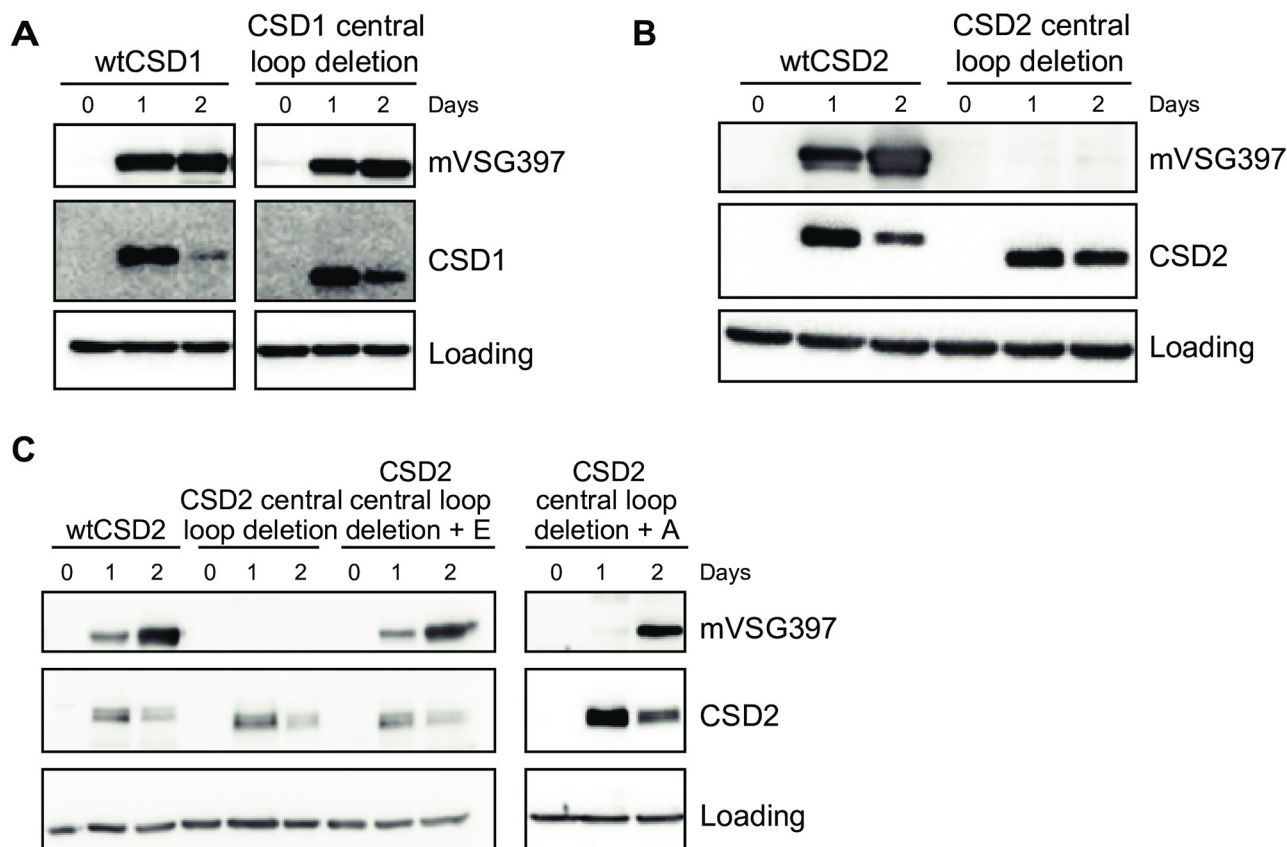 A
wtCSD1
CSD1 central
loop deletion
0 1 2 0 1 2 Days
mVSG397
CSD1
Loading
B
wtCSD2
CSD2 central
loop deletion
0 1 2 0 1 2 Days
mVSG397
CSD2
Loading
C
wtCSD2
CSD2 central
loop deletion
CSD2
central loop
deletion + E
CSD2
central loop
deletion + A
0 1 2 0 1 2 0 1 2 0 1 2 Days
mVSG397
CSD2
Loading